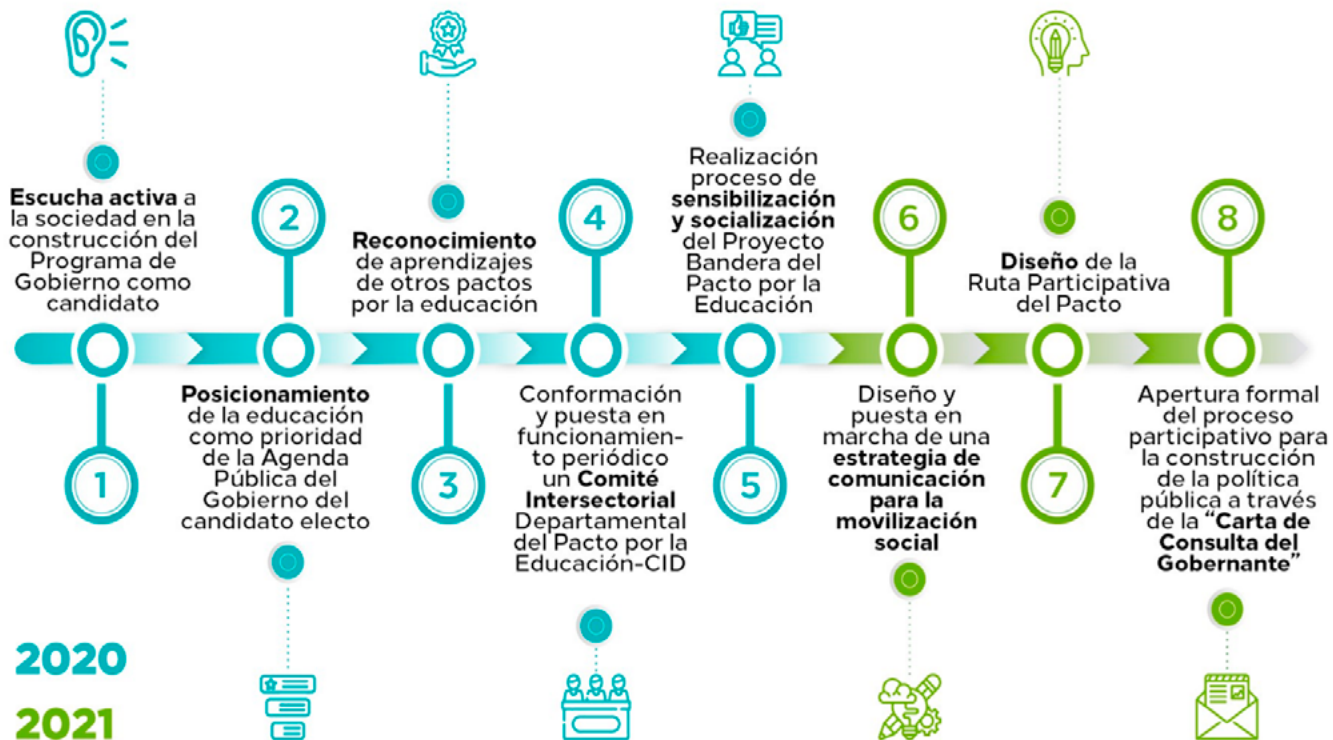 Escucha activa a
la sociedad en la
construcción del
Programa de
Gobierno como
candidato
1
2
Posicionamiento
de la educación
como prioridad
de la Agenda
Pública del
Gobierno del
candidato electo
Reconocimiento
de aprendizajes
de otros pactos
por la educación
3
4
Conformación
y puesta en
funcionamien-
to periódico
un Comité
Intersectorial
Departamental
del Pacto por la
Educación-CID
Realización
proceso de
sensibilización
y socialización
del Proyecto
Bandera del
Pacto por la
Educación
5
6
Diseño y
puesta en
marcha de una
estrategia de
comunicación
para la
movilización
social
Diseño de la
Ruta Participativa
del Pacto
7
8
Apertura formal
del proceso
participativo para
la construcción
de la política
pública a través
de la “Carta de
Consulta del
Gobernante”
2020
2021